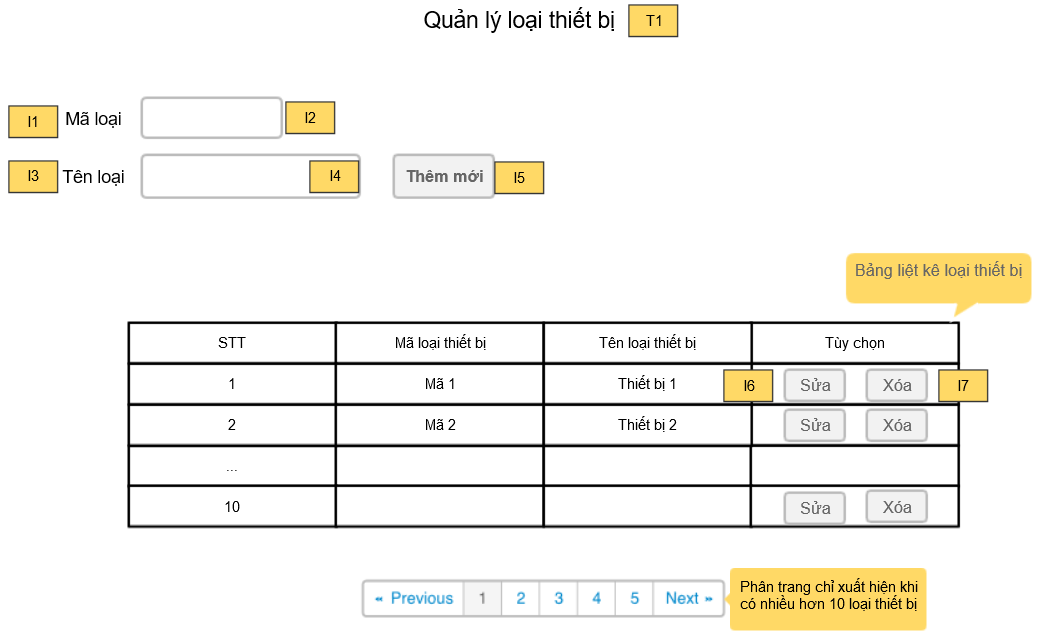 Quản lý loại thiết bị T1
I1 Mã loại I2
I3 Tên loại I4 Thêm mới I5
Bảng liệt kê loại thiết bị
STT Mã loại thiết bị Tên loại thiết bị Tùy chọn
1 Mã 1 Thiết bị 1 I6 Sửa Xóa I7
2 Mã 2 Thiết bị 2 Sửa Xóa
...
10 Sửa Xóa
« Previous 1 2 3 4 5 Next »
Phân trang chỉ xuất hiện khi
có nhiều hơn 10 loại thiết bị